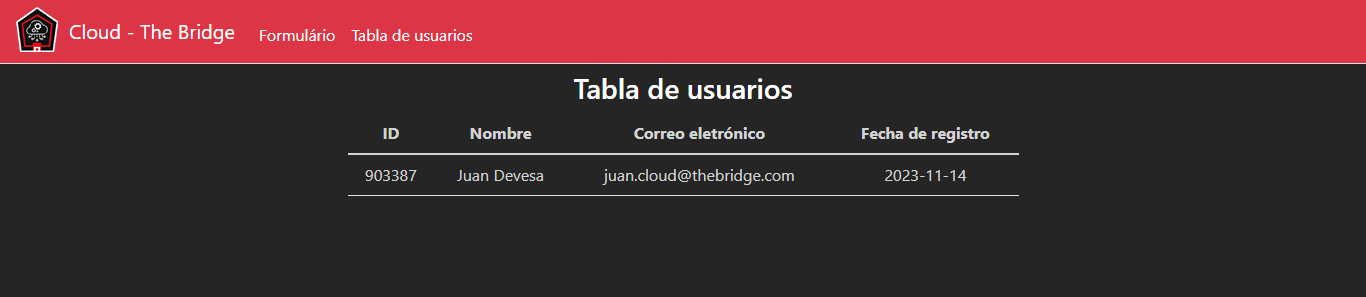 Cloud - The Bridge Formulário Tabla de usuarios
Tabla de usuarios
ID Nombre Correo eletrónico Fecha de registro
903387 Juan Devesa juan.cloud@thebridge.com 2023-11-14